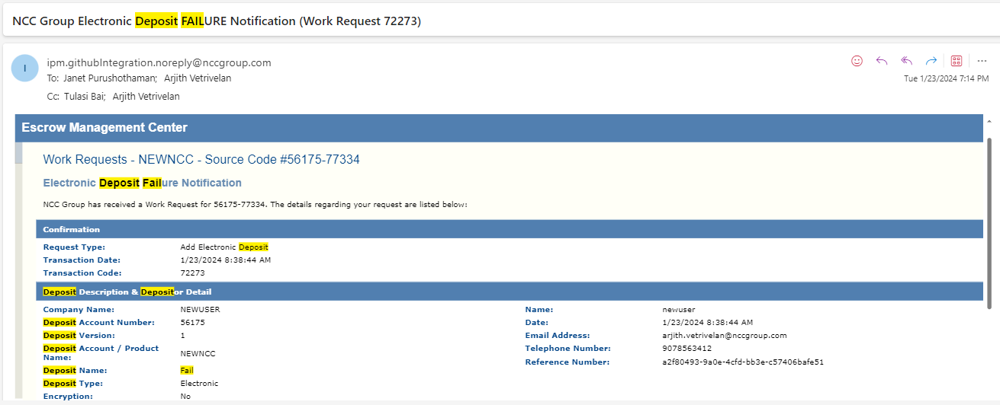 NCC Group Electronic Deposit FAILURE Notification (Work Request 72273)
I
ipm.githubIntegration.noreply@nccgroup.com
To: Janet Purushothaman; Arjith Vetrivelan
Tue 1/23/2024 7:14 PM
Cc: Tulasi Bai; Arjith Vetrivelan
Escrow Management Center
Work Requests - NEWNCC - Source Code #56175-77334
Electronic Deposit Failure Notification
NCC Group has received a Work Request for 56175-77334. The details regarding your request are listed below:
Confirmation
Request Type: Add Electronic Deposit
Transaction Date: 1/23/2024 8:38:44 AM
Transaction Code: 72273
Deposit Description & Depositor Detail
Company Name: NEWUSER
Deposit Account Number: 56175
Deposit Version: 1
Deposit Account / Product
Name: NEWNCC
Deposit Name: Fail
Deposit Type: Electronic
Encryption: No
Name: newuser
Date: 1/23/2024 8:38:44 AM
Email Address: arjith.vetrivelan@nccgroup.com
Telephone Number: 9078563412
Reference Number: a2f80493-9a0e-4cfd-bb3e-c57406bafe51